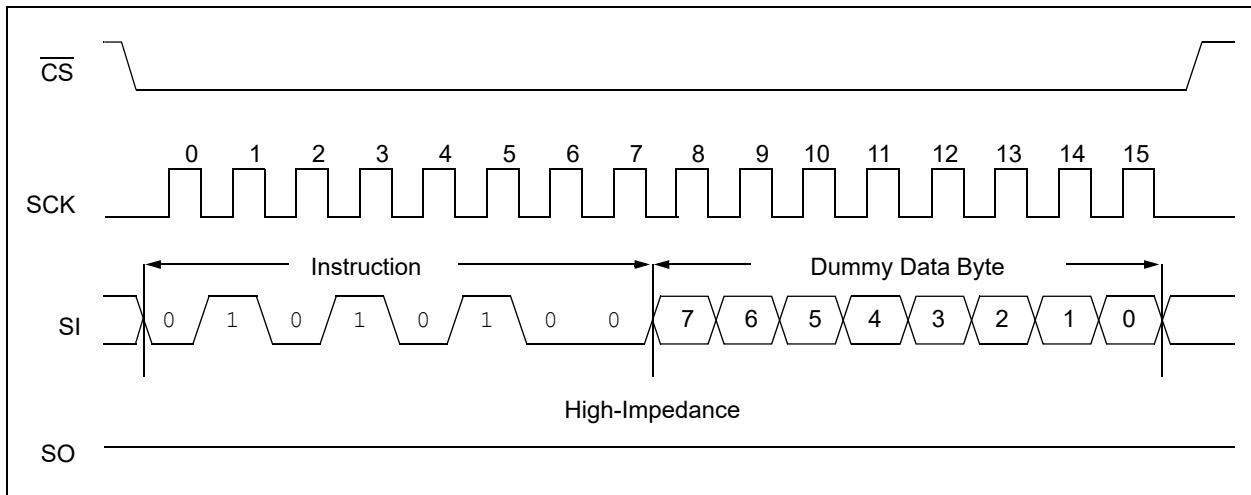 CS
0 1 2 3 4 5 6 7 8 9 10 11 12 13 14 15
SCK
Instruction Dummy Data Byte
SI 0 1 0 1 0 1 0 0 7 6 5 4 3 2 1 0
High-Impedance
SO